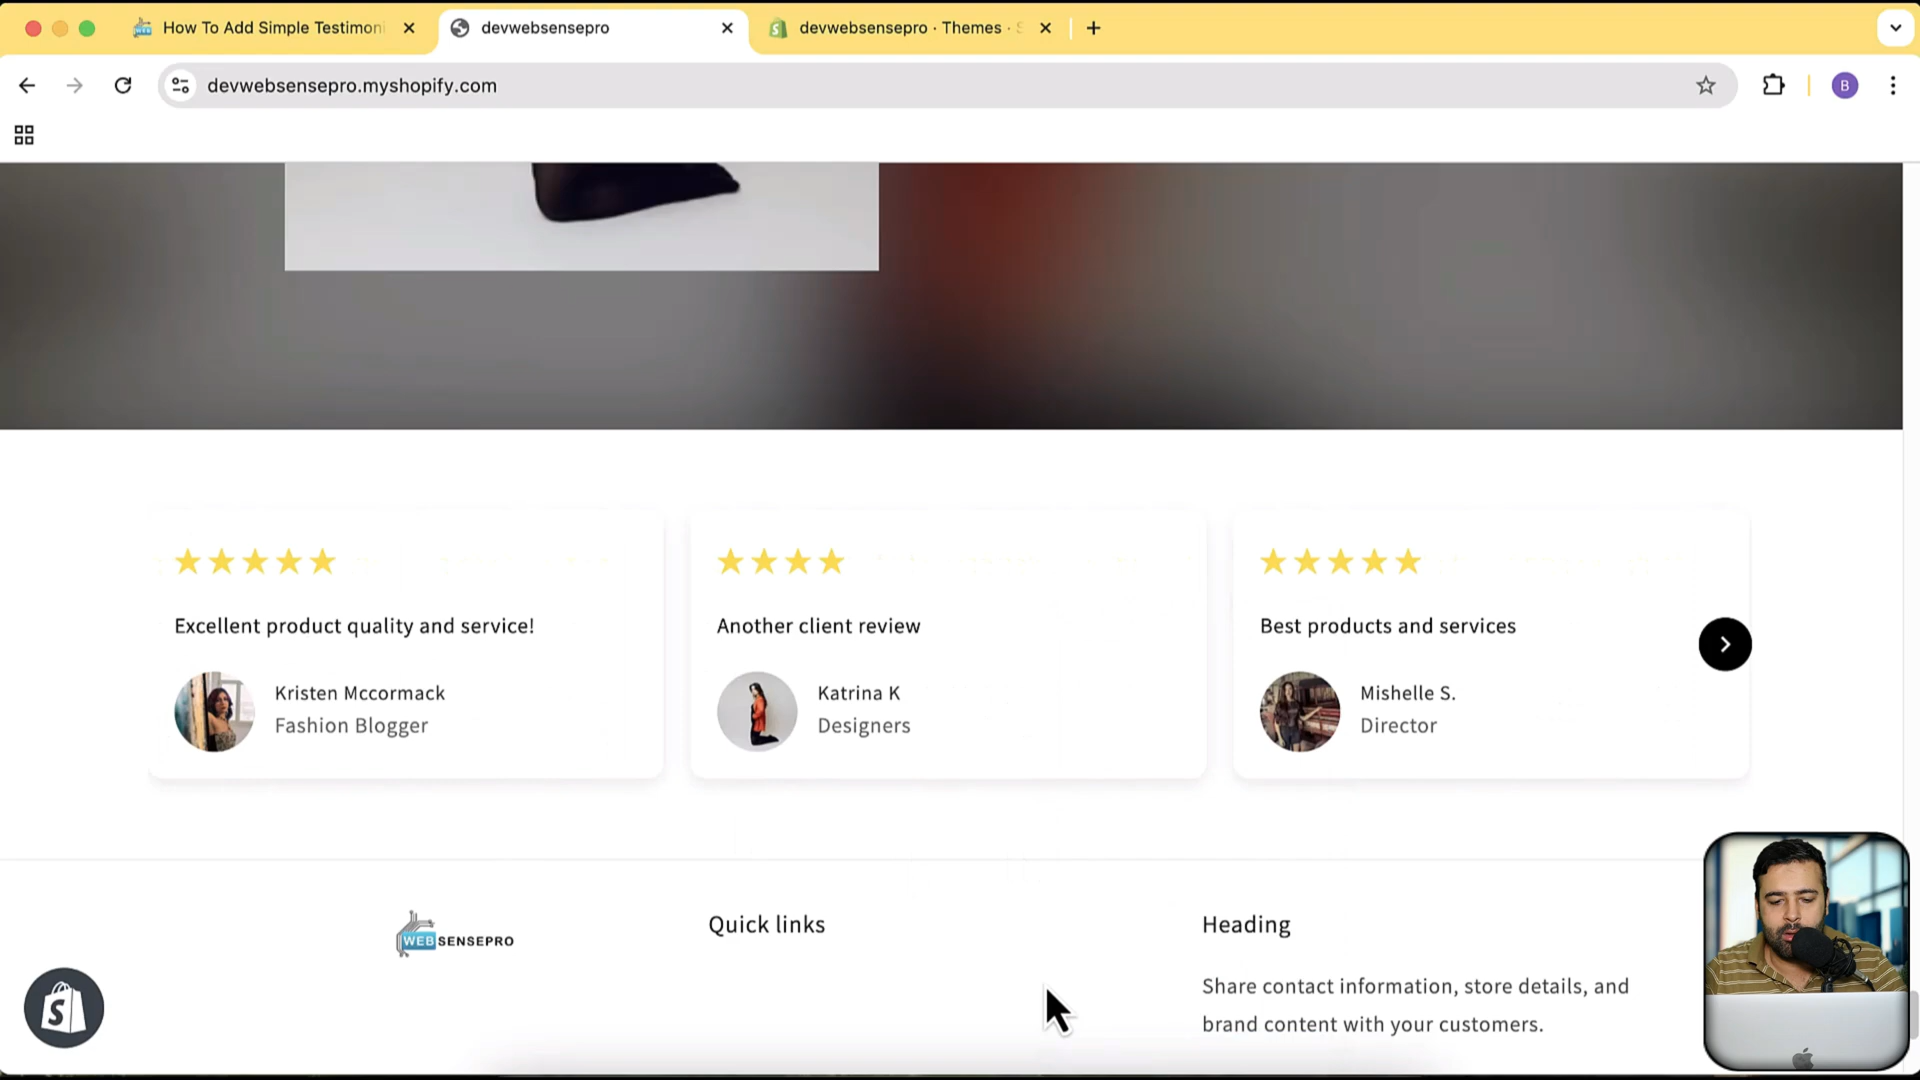 How To Add Simple Testimoni
devwebsensepro
devwebsensepro · Themes ·
devwebsensepro.myshopify.com
B
Excellent product quality and service!
Kristen Mccormack
Fashion Blogger
Another client review
Katrina K
Designers
Best products and services
Mishelle S.
Director
WEBSENSEPRO
Quick links
Heading
Share contact information, store details, and
brand content with your customers.